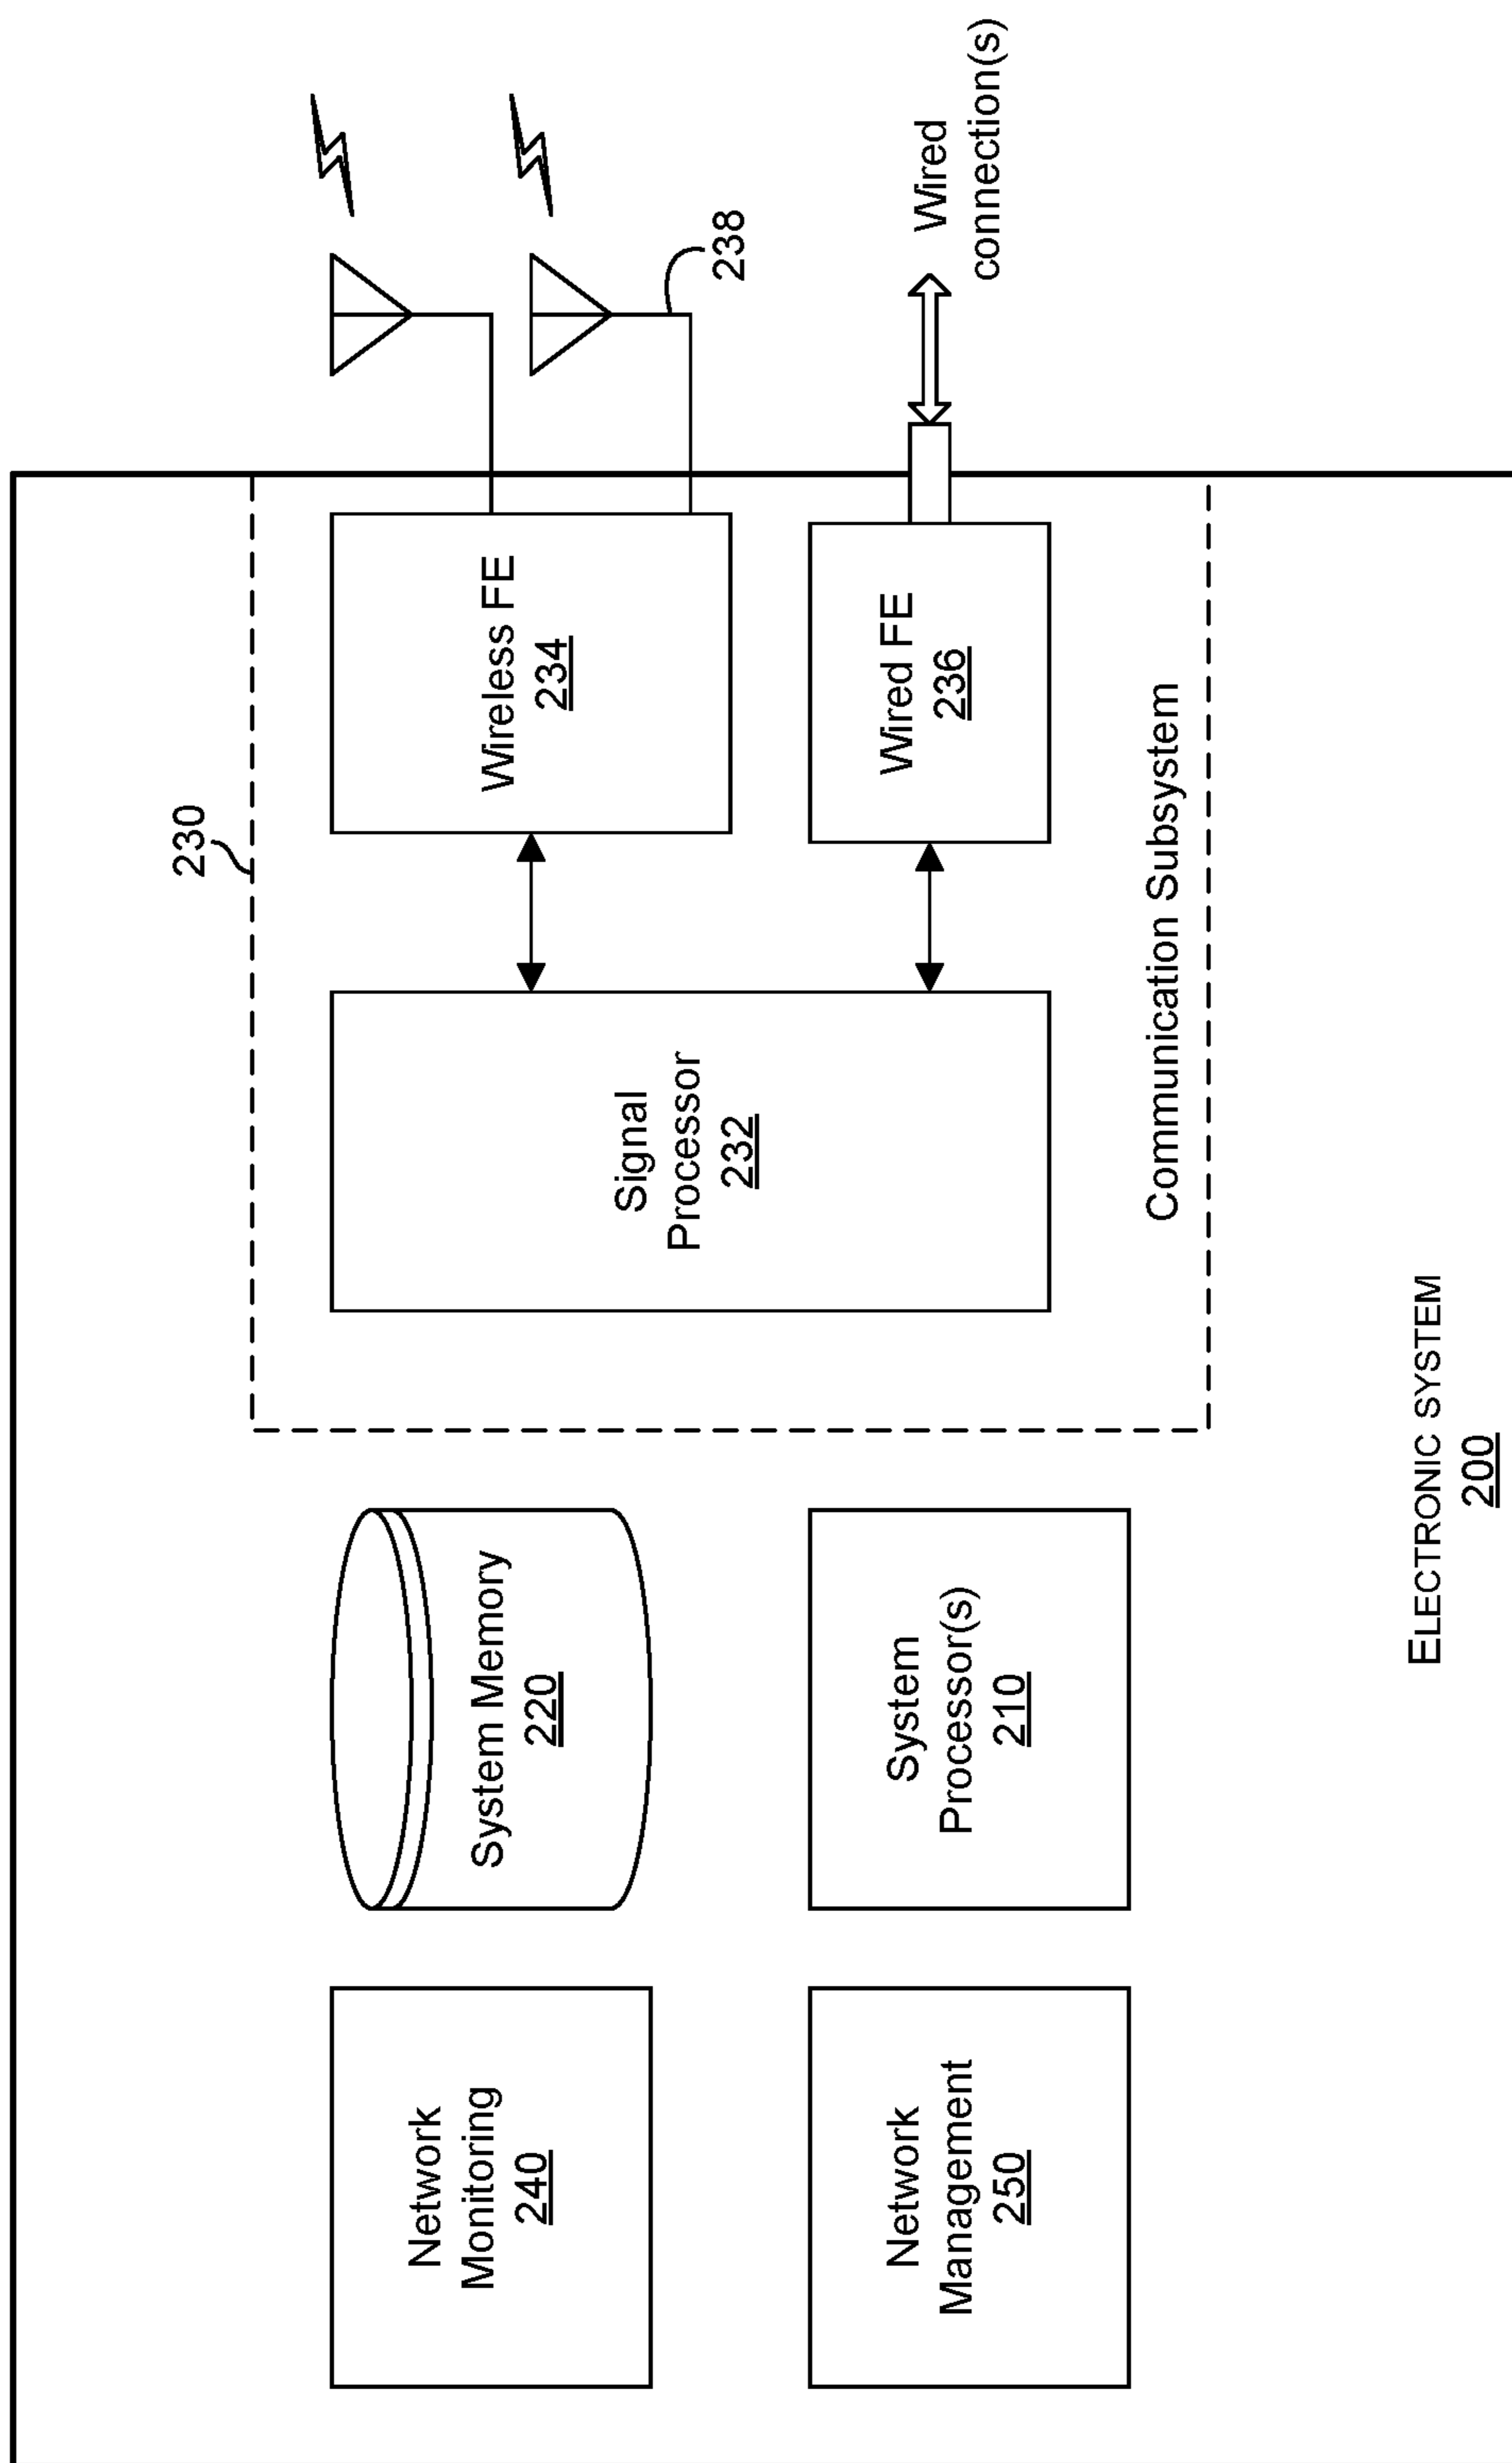 Network
Monitoring
240
System Memory
220
230
Signal
Processor
232
Wireless FE
234
238
Network
Management
250
System
Processor(s)
210
Wired FE
236
Wired
connection(s)
Communication Subsystem
ELECTRONIC SYSTEM
200